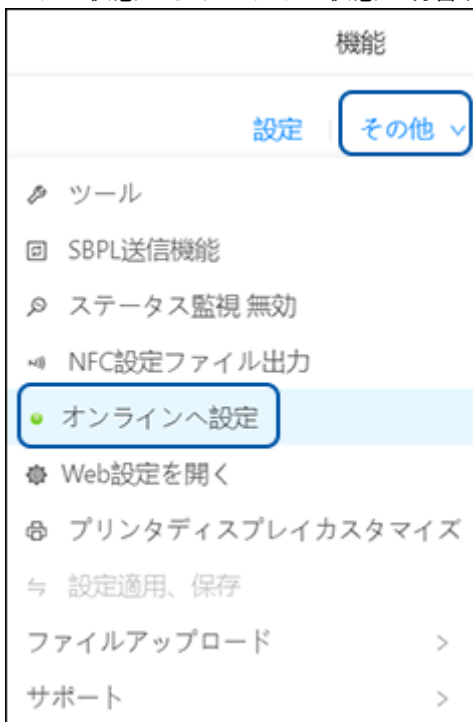 機能
設定
その他
ツール
SBPL送信機能
ステータス監視 無効
NFC設定ファイル出力
オンラインへ設定
Web設定を開く
プリンタディスプレイカスタマイズ
設定適用、保存
ファイルアップロード
サポート